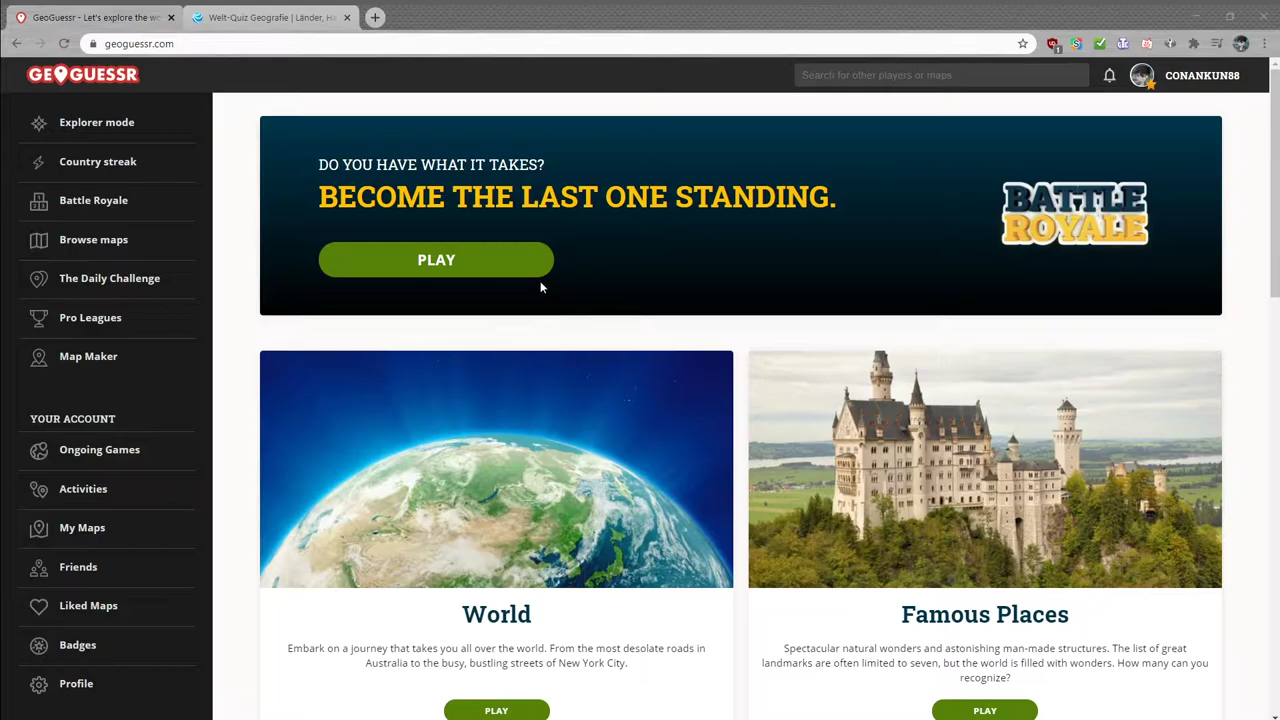 GeoGuessr - Let's explore the wo
Welt-Quiz Geografie | Länder, Ha
geoguessr.com
1
GEOGUESSR
Search for other players or maps
CONANKUN88
Explorer mode
Country streak
Battle Royale
Browse maps
The Daily Challenge
Pro Leagues
Map Maker
YOUR ACCOUNT
Ongoing Games
Activities
My Maps
Friends
Liked Maps
Badges
Profile
DO YOU HAVE WHAT IT TAKES?
BECOME THE LAST ONE STANDING.
PLAY
BATTLE
ROYALE
World
Embark on a journey that takes you all over the world. From the most desolate roads in
Australia to the busy, bustling streets of New York City.
PLAY
Famous Places
Spectacular natural wonders and astonishing man-made structures. The list of great
landmarks are often limited to seven, but the world is filled with wonders. How many can you
recognize?
PLAY